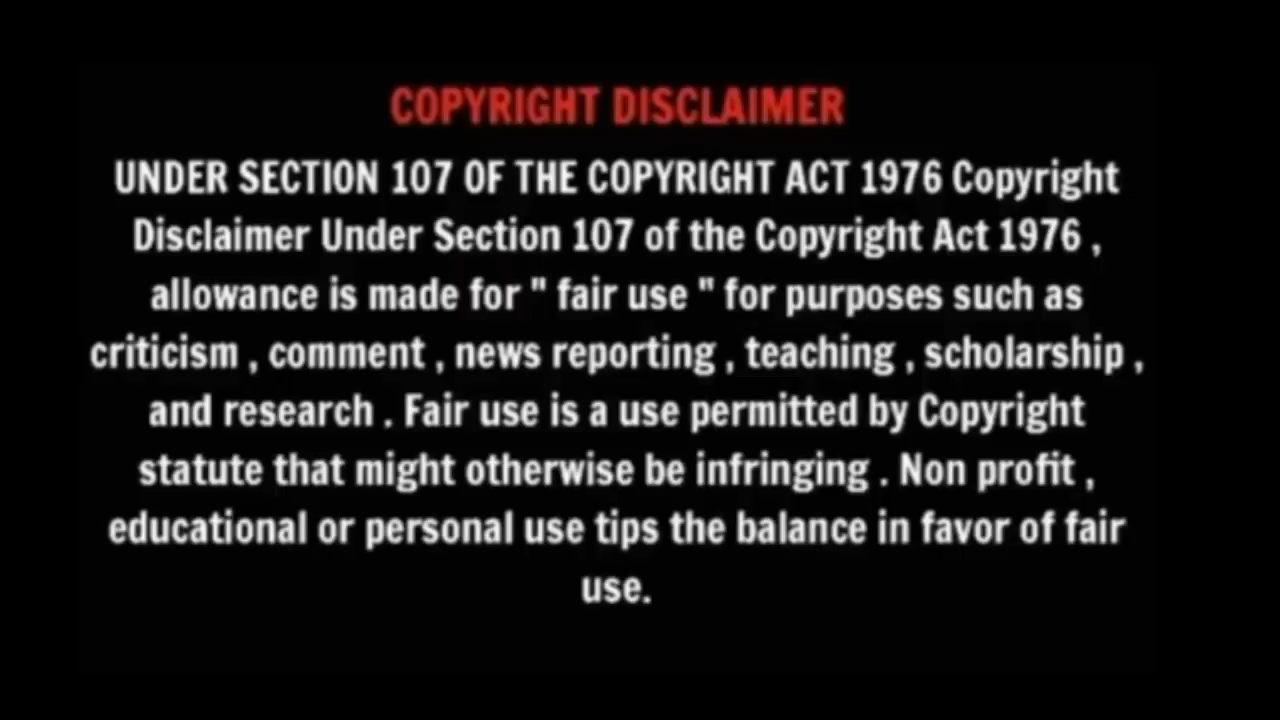 COPYRIGHT DISCLAIMER
UNDER SECTION 107 OF THE COPYRIGHT ACT 1976 Copyright
Disclaimer Under Section 107 of the Copyright Act 1976 ,
allowance is made for " fair use " for purposes such as
criticism , comment , news reporting , teaching , scholarship ,
and research . Fair use is a use permitted by Copyright
statute that might otherwise be infringing . Non profit ,
educational or personal use tips the balance in favor of fair
use.